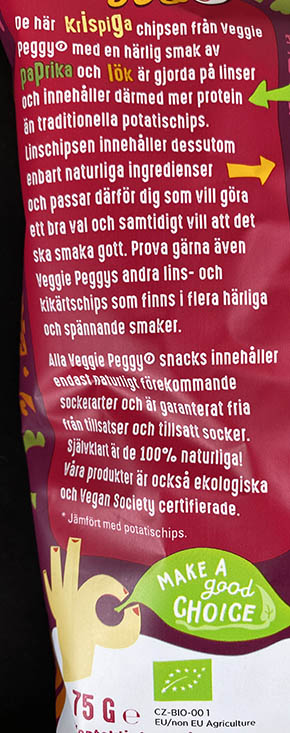 De här krispiga chipsen från Veggie
Peggy® med en härlig smak av
paprika och lök är gjorda på linser
och innehåller därmed mer protein
än traditionella potatischips.
Linschipsen innehåller dessutom
enbart naturliga ingredienser
och passar därför dig som vill göra
ett bra val och samtidigt vill att det
ska smaka gott. Prova gärna även
Veggie Peggys andra lins- och
kikärtschips som finns i flera härliga
och spännande smaker.
Alla Veggie Peggy® snacks innehåller
endast naturligt förekommande
sockerarter och är garanterat fria
från tillsatser och tillsatt socker.
Självklart är de 100% naturliga!
Våra produkter är också ekologiska
och Vegan Society certifierade.
* Jämfört med potatischips.
MAKE A
good
CHOICE
75 G e
CZ-BIO-001
EU/non EU Agriculture